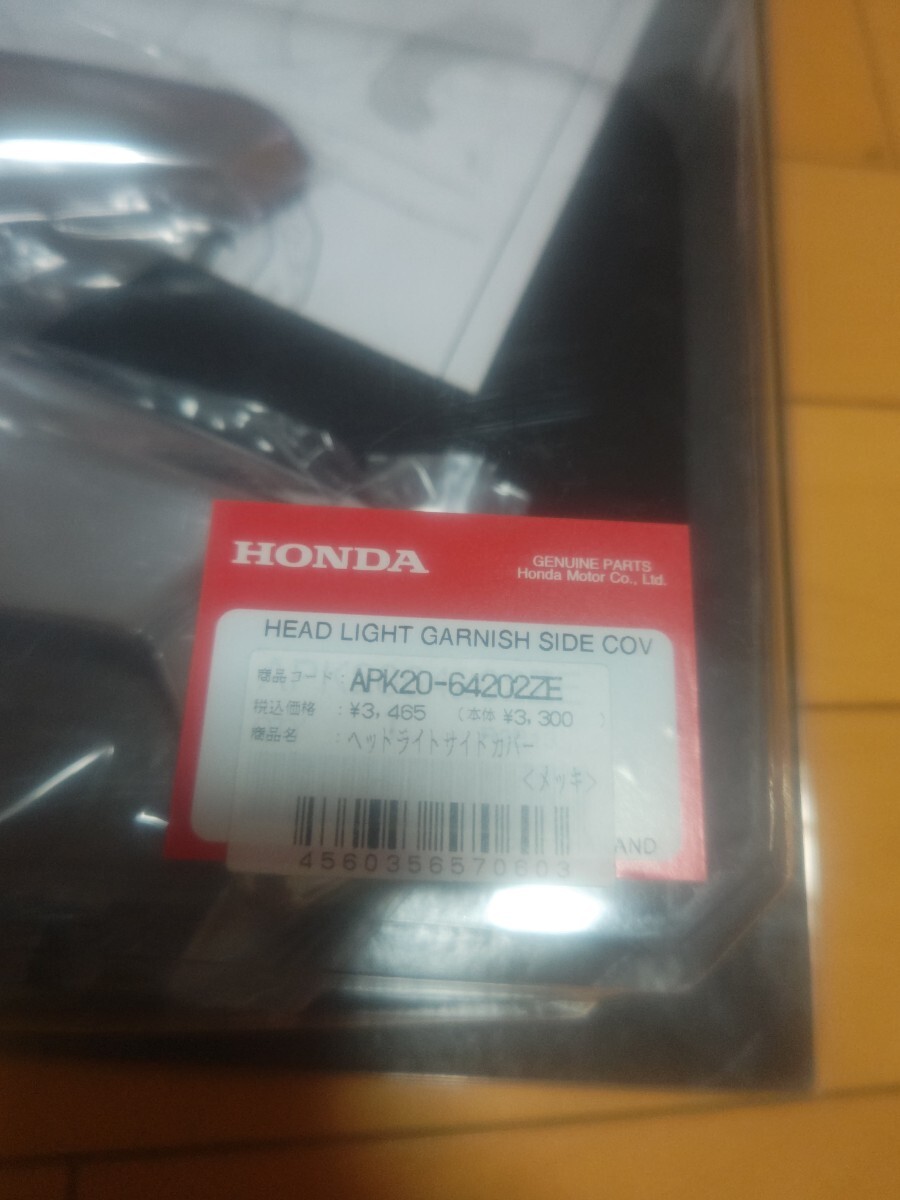 HONDA
GENUINE PARTS
Honda Motor Co., Ltd.
HEAD LIGHT GARNISH SIDE COV
商品コード : APK20-64202ZE
税込価格 : ¥3,465 (本体 ¥3,300 )
商品名 : ヘッドライトサイドカバー
<メッキ>
AND
4560356570603